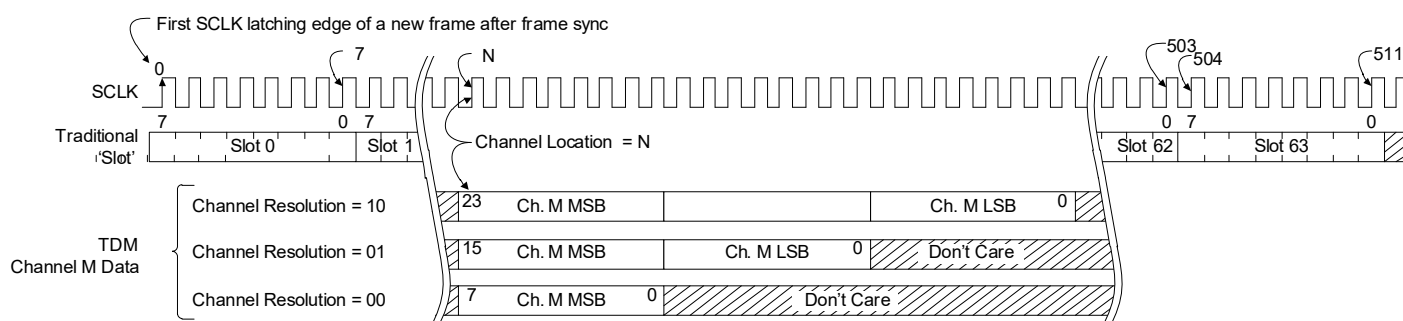 First SCLK latching edge of a new frame after frame sync
0 7 N 503 504 511
SCLK
7 0 7 0 7 0
Traditional 'Slot'
Slot 0 Slot 1 Slot 62 Slot 63
Channel Location = N
TDM Channel M Data
Channel Resolution = 10 23 Ch. M MSB Ch. M LSB 0
Channel Resolution = 01 15 Ch. M MSB Ch. M LSB 0 Don't Care
Channel Resolution = 00 7 Ch. M MSB 0 Don't Care